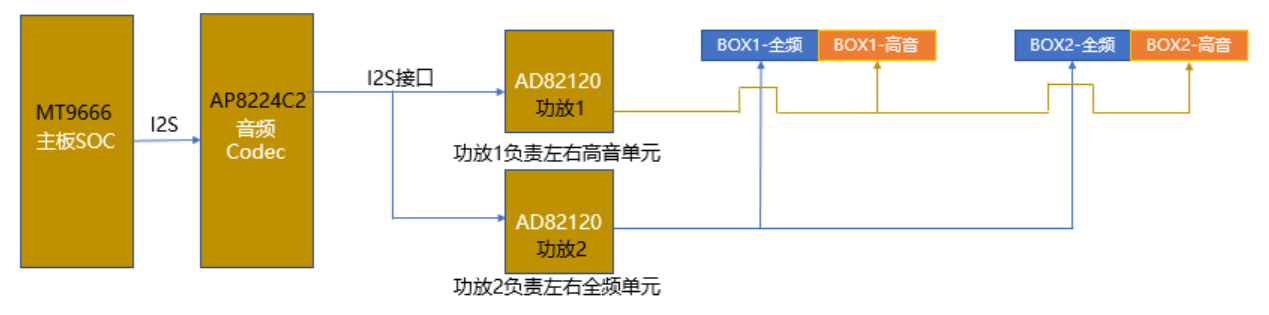 MT9666
主板SOC
I2S
AP8224C2
音频
Codec
I2S接口
AD82120
功放1
功放1负责左右高音单元
AD82120
功放2
功放2负责左右全频单元
BOX1-全频
BOX1-高音
BOX2-全频
BOX2-高音